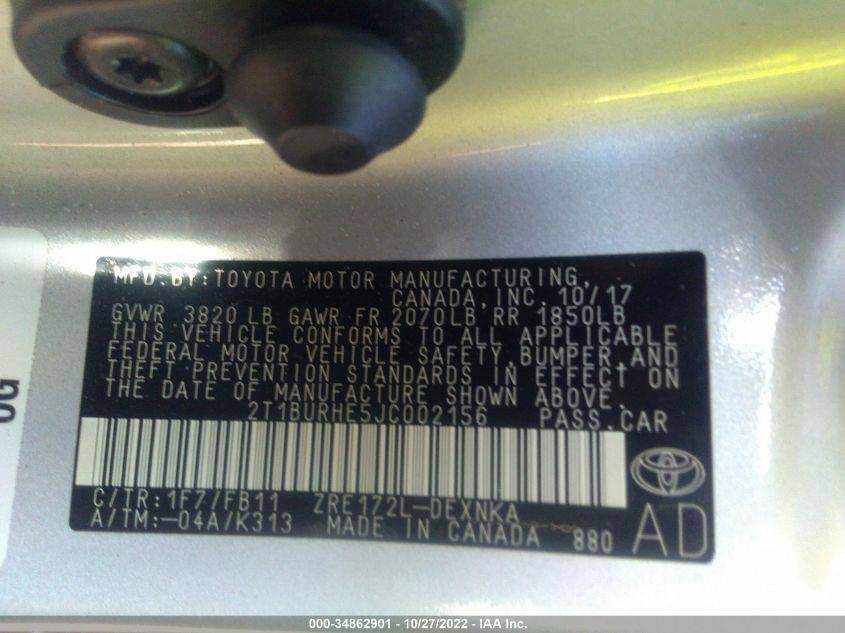 MFD.BY:TOYOTA MOTOR MANUFACTURING,
CANADA,INC. 10/17
GVWR 3820 LB GAWR FR 2070LB RR 1850LB
THIS VEHICLE CONFORMS TO ALL APPLICABLE
FEDERAL MOTOR VEHICLE SAFETY, BUMPER,AND
THEFT PREVENTION STANDARDS IN EFFECT ON
THE DATE OF MANUFACTURE SHOWN ABOVE.
2T1BURHE5JC002156 PASS.CAR
C/TR:1F7/FB11 ZRE172L-DEXNKA
A/TM:-04A/K313 MADE IN CANADA 880 AD
000-34862901 - 10/27/2022 - IAA Inc.